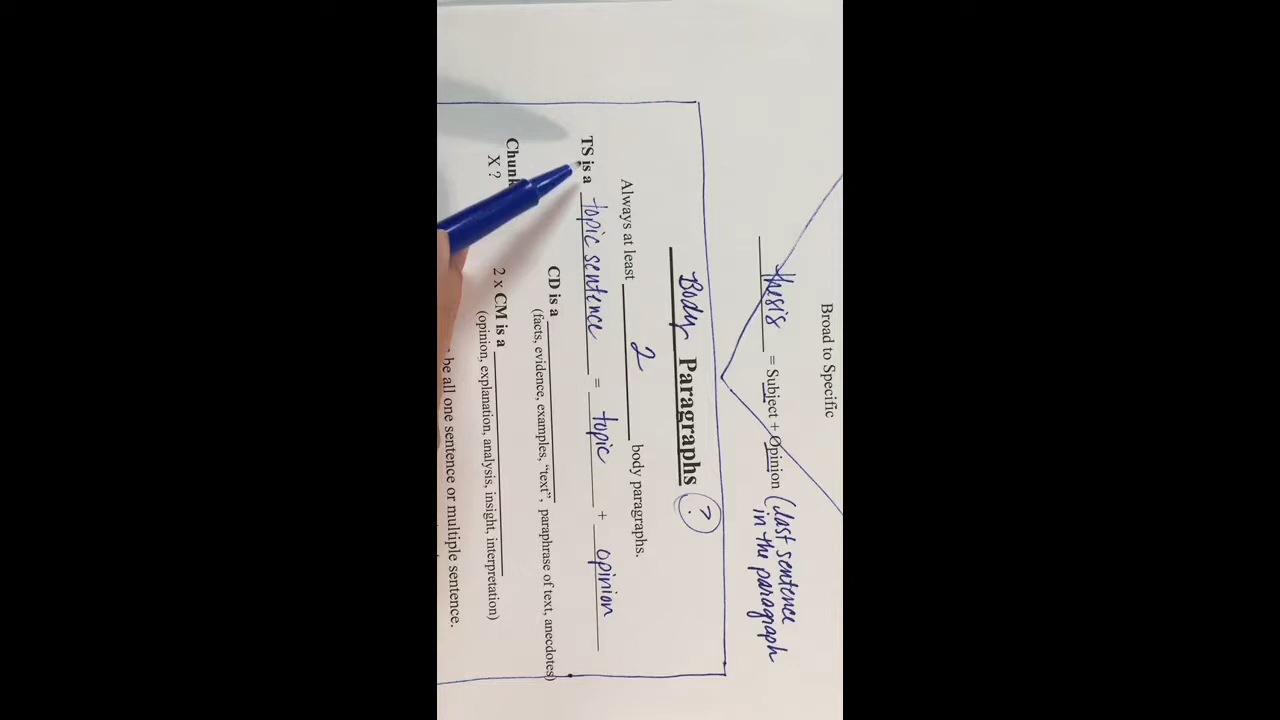 Broad to Specific
thesis = Subject + Opinion (last sentence
in the paragraph
Body Paragraphs ?
Always at least 2 body paragraphs.
TS is a topic sentence = topic + opinion
CD is a
(facts, evidence, examples, "text", paraphrase of text, anecdotes)
Chunk
X ? 2 x CM is a
(opinion, explanation, analysis, insight, interpretation)
be all one sentence or multiple sentence.